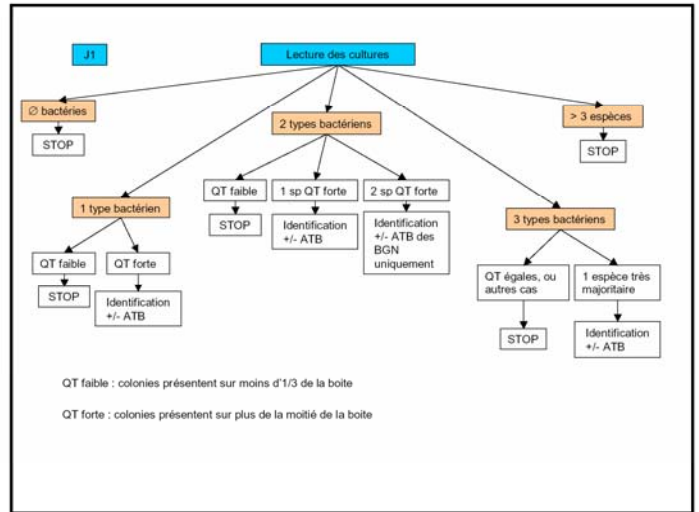 J1
Lecture des cultures
∅ bactéries
STOP
2 types bactériens
> 3 espèces
STOP
QT faible
1 sp QT forte
2 sp QT forte
STOP
Identification
+/- ATB
Identification
+/- ATB des
BGN
uniquement
1 type bactérien
QT faible
QT forte
STOP
Identification
+/- ATB
3 types bactériens
QT égales, ou
autres cas
1 espèce très
majoritaire
STOP
Identification
+/- ATB
QT faible : colonies présentent sur moins d'1/3 de la boite
QT forte : colonies présentent sur plus de la moitié de la boite